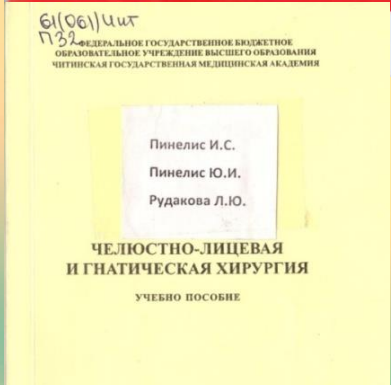 61(061)Чит
П32
ФЕДЕРАЛЬНОЕ ГОСУДАРСТВЕННОЕ БЮДЖЕТНОЕ
ОБРАЗОВАТЕЛЬНОЕ УЧРЕЖДЕНИЕ ВЫСШЕГО ОБРАЗОВАНИЯ
ЧИТИНСКАЯ ГОСУДАРСТВЕННАЯ МЕДИЦИНСКАЯ АКАДЕМИЯ
Пинелис И.С.
Пинелис Ю.И.
Рудакова Л.Ю.
ЧЕЛЮСТНО-ЛИЦЕВАЯ
И ГНАТИЧЕСКАЯ ХИРУРГИЯ
УЧЕБНО ПОСОБИЕ